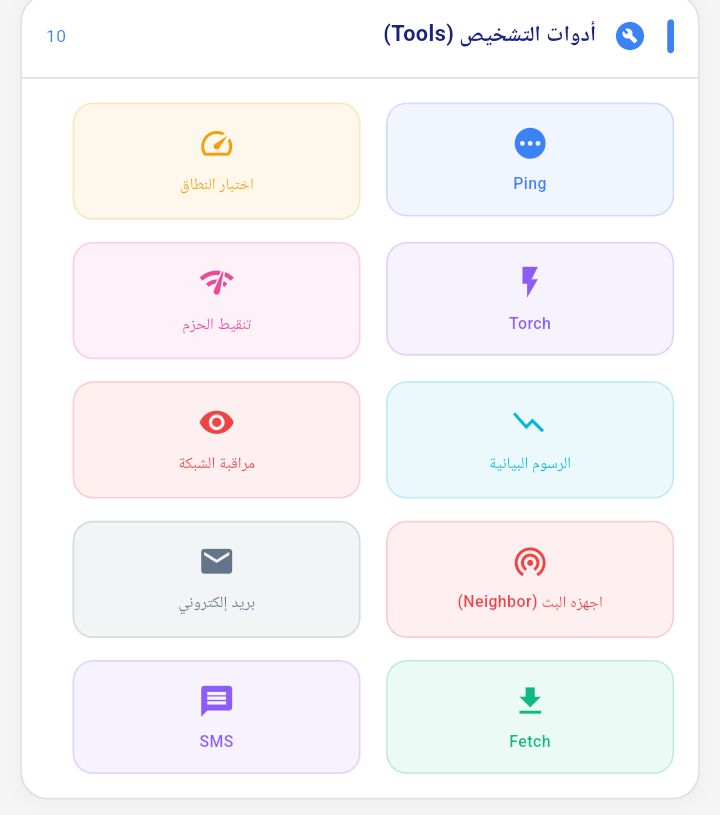 أدوات التشخيص (Tools)
10
Ping
اختبار النطاق
Torch
تنقيط الحزم
الرسوم البيانية
مراقبة الشبكة
اجهزه البث (Neighbor)
بريد إلكتروني
Fetch
SMS